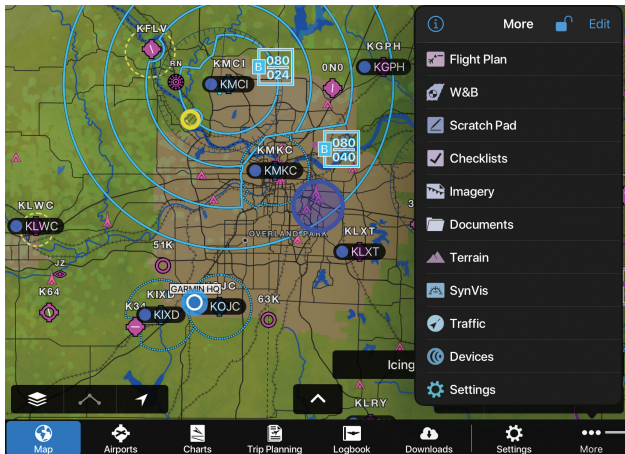 KFLV
RN
KMCI
KMCI
B 080
024
0N0
KGPH
KGPH
B 080
040
KMKC
KMKC
KLWC
KLWC
OVERLAND PARK
KLXT
KLXT
51K
JZ
K64
K34
KIXD
KIXD
GARMIN HQ
KOJC
63K
Icing
KLRY
More
Edit
Flight Plan
W&B
Scratch Pad
Checklists
Imagery
Documents
Terrain
SynVis
Traffic
Devices
Settings
Map
Airports
Charts
Trip Planning
Logbook
Downloads
Settings
More